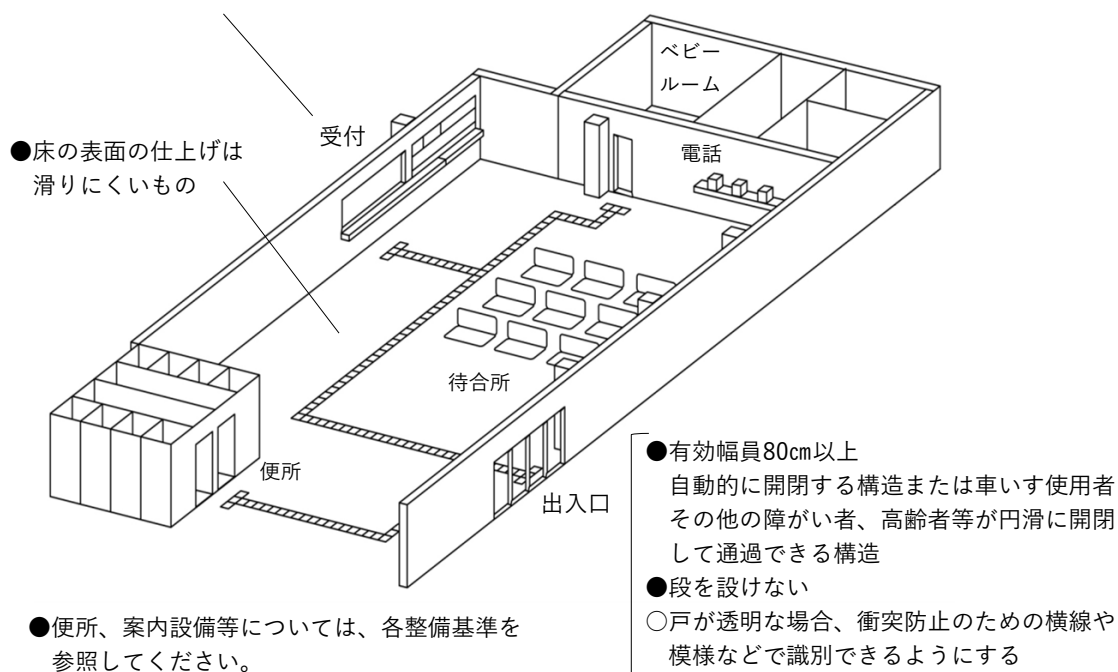 ベビー
ルーム
受付
●床の表面の仕上げは
滑りにくいもの
電話
待合所
便所
出入口
●有効幅員80㎝以上
自動的に開閉する構造または車いす使用者
その他の障がい者、高齢者等が円滑に開閉
して通過できる構造
●段を設けない
○戸が透明な場合、衝突防止のための横線や
模様などで識別できるようにする
●便所、案内設備等については、各整備基準を
参照してください。